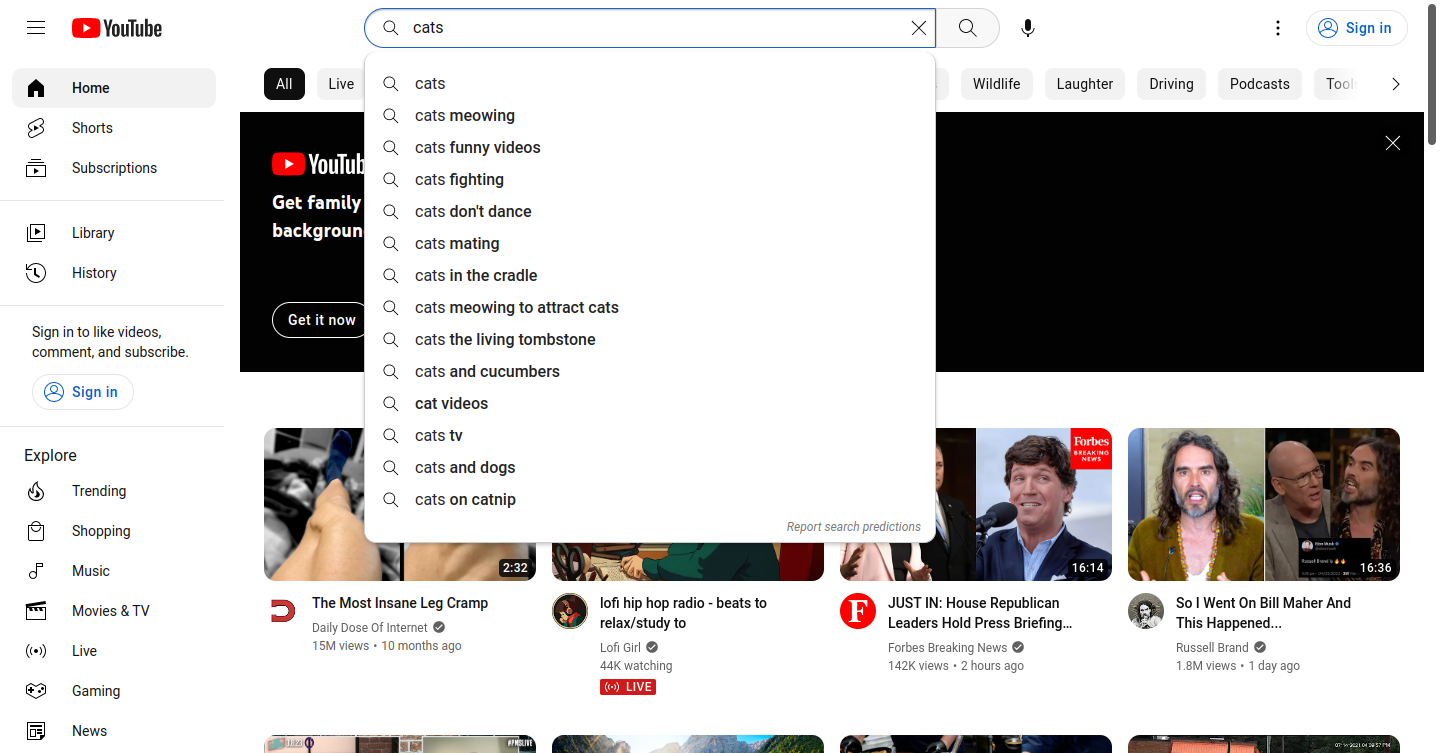 YouTube
cats
Sign in
Home
Shorts
Subscriptions
Library
History
Sign in to like videos,
comment, and subscribe.
Sign in
Explore
Trending
Shopping
Music
Movies & TV
Live
Gaming
News
All
Live
Wildlife
Laughter
Driving
Podcasts
YouTub
Get family
backgroun
Get it now
cats
cats meowing
cats funny videos
cats fighting
cats don't dance
cats mating
cats in the cradle
cats meowing to attract cats
cats the living tombstone
cats and cucumbers
cat videos
cats tv
cats and dogs
cats on catnip
Report search predictions
2:32
The Most Insane Leg Cramp
Daily Dose Of Internet
15M views • 10 months ago
lofi hip hop radio - beats to
relax/study to
Lofi Girl
44K watching
LIVE
Forbes
BREAKING
NEWS
16:14
JUST IN: House Republican
Leaders Hold Press Briefing…
Forbes Breaking News
142K views • 2 hours ago
Elon Musk
16:36
So I Went On Bill Maher And
This Happened...
Russell Brand
1.8M views • 1 day ago
#PMSLIVE